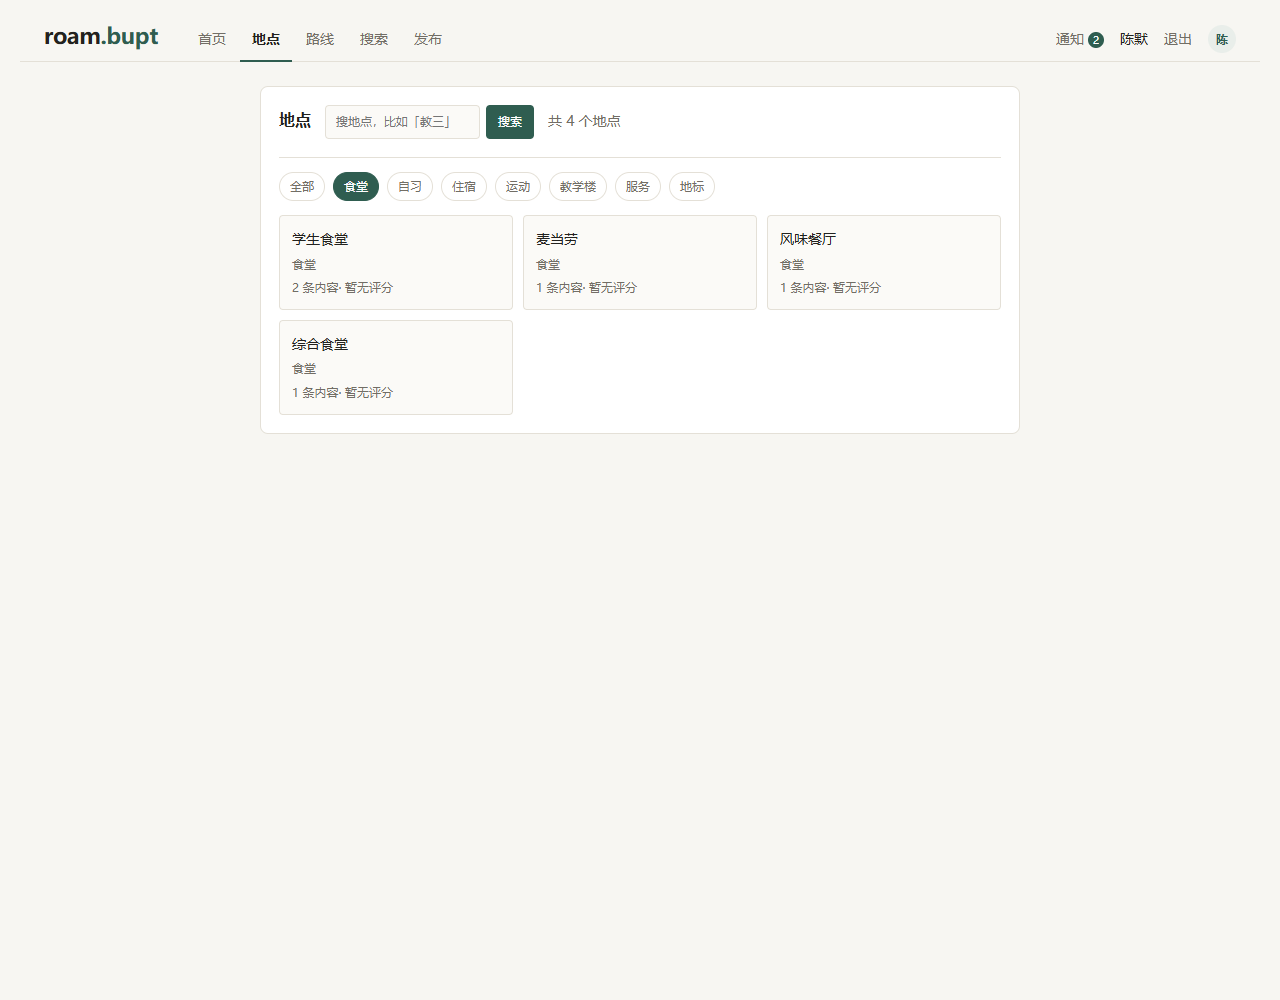 roam.bupt 首页 地点 路线 搜索 发布 通知 2 陈默 退出 陈
地点 搜地点，比如「教三」 搜索 共 4 个地点
全部 食堂 自习 住宿 运动 教学楼 服务 地标
学生食堂
食堂
2 条内容· 暂无评分
麦当劳
食堂
1 条内容· 暂无评分
风味餐厅
食堂
1 条内容· 暂无评分
综合食堂
食堂
1 条内容· 暂无评分